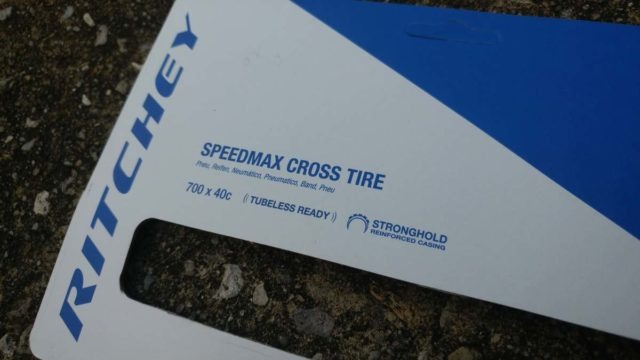 RITCHEY
SPEEDMAX CROSS TIRE
Pneu, Reifen, Neumático, Pneumatico, Band, Pneu
700 x 40c ((TUBELESS READY)) STRONGHOLD
REINFORCED CASING